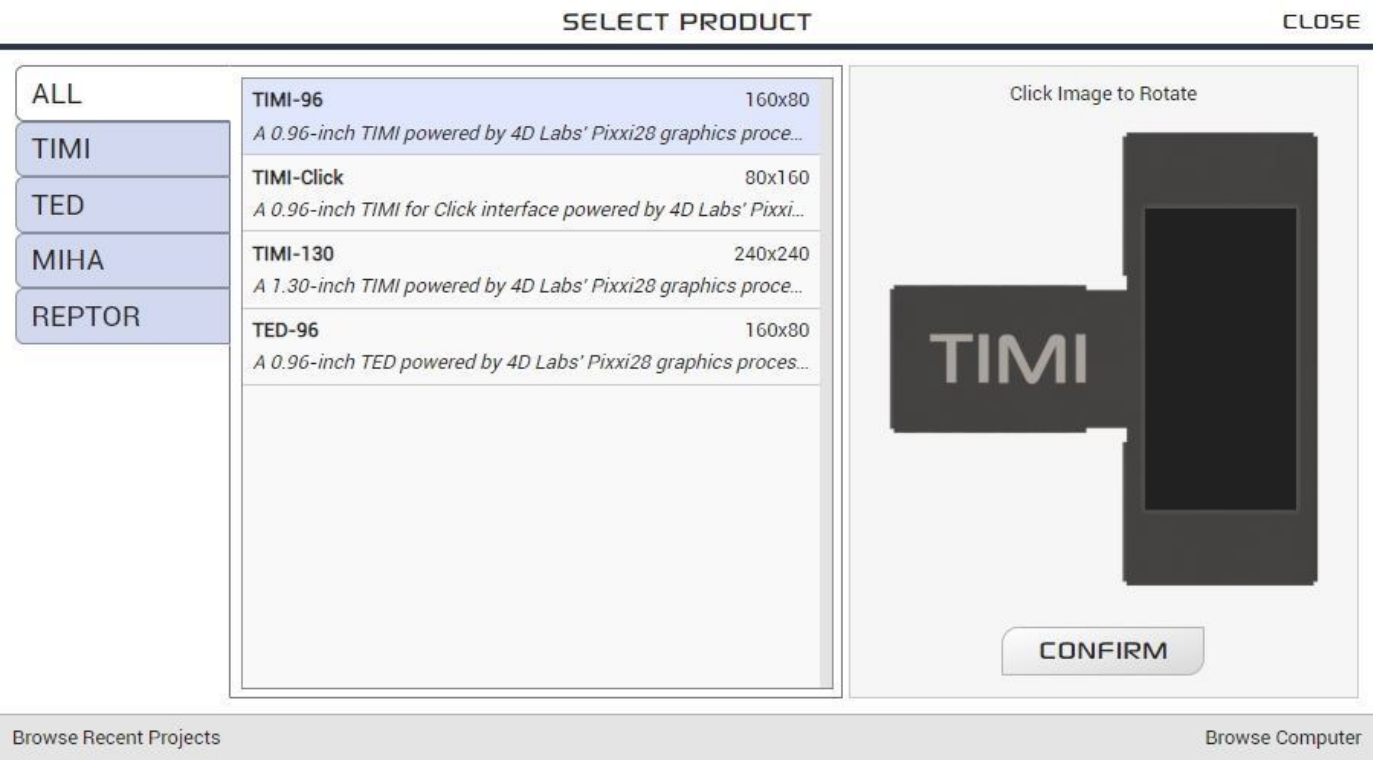 SELECT PRODUCT
CLOSE
ALL
TIMI
TED
MIHA
REPTOR
TIMI-96 160x80
A 0.96-inch TIMI powered by 4D Labs' Pixxi28 graphics proce...
TIMI-Click 80x160
A 0.96-inch TIMI for Click interface powered by 4D Labs' Pixxi...
TIMI-130 240x240
A 1.30-inch TIMI powered by 4D Labs' Pixxi28 graphics proce...
TED-96 160x80
A 0.96-inch TED powered by 4D Labs' Pixxi28 graphics proces...
Click Image to Rotate
TIMI
CONFIRM
Browse Recent Projects
Browse Computer